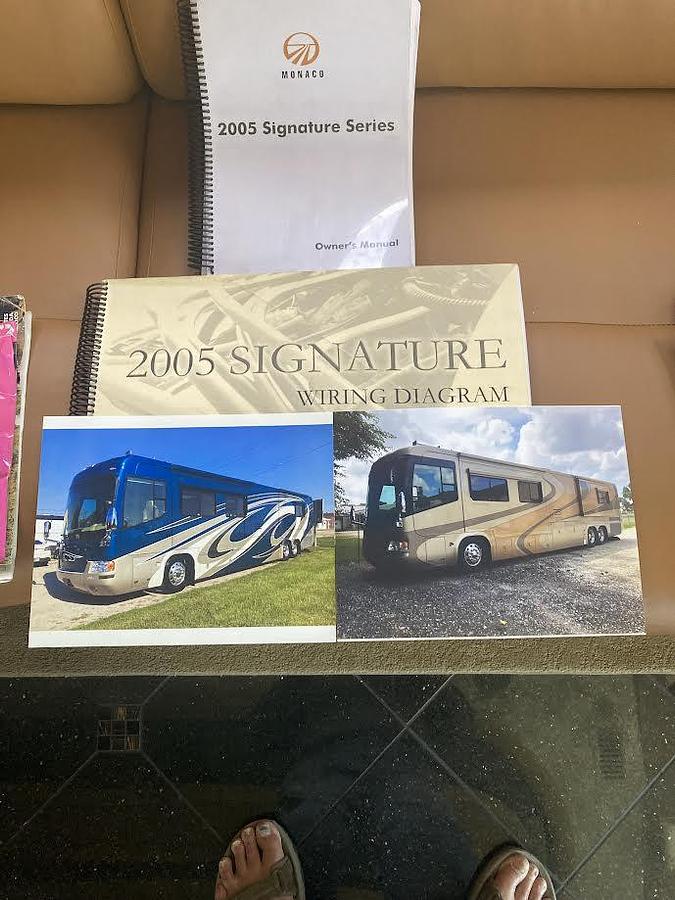 MONACO
2005 Signature Series
Owner's Manual
2005 SIGNATURE
WIRING DIAGRAM